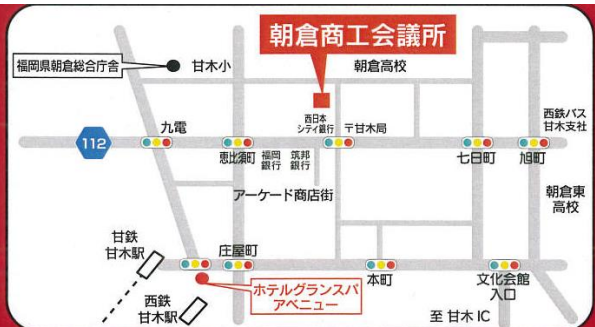 朝倉商工会議所
福岡県朝倉総合庁舎
甘木小
朝倉高校
西日本
シティ銀行
〒甘木局
西鉄バス
甘木支社
112
九電
恵比須町
福岡
銀行
筑邦
銀行
七日町
旭町
アーケード商店街
朝倉東
高校
甘鉄
甘木駅
庄屋町
本町
文化会館
入口
ホテルグランスパ
アベニュー
西鉄
甘木駅
至 甘木IC